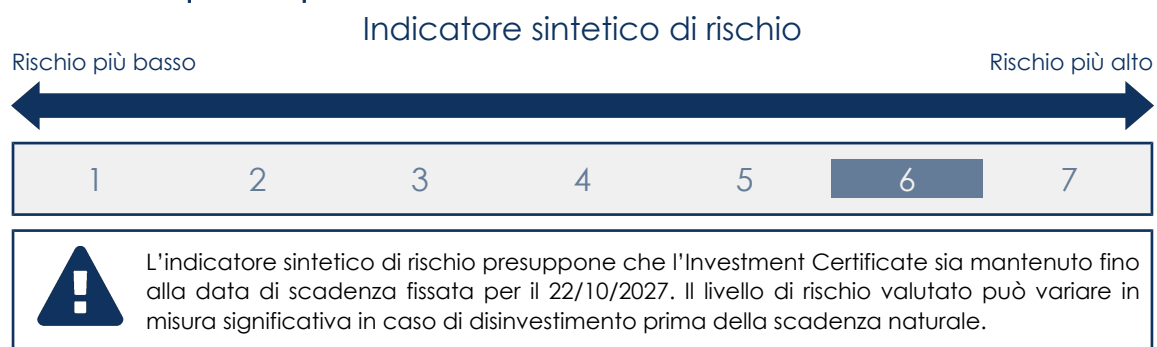 Indicatore sintetico di rischio
Rischio più basso
Rischio più alto
1 2 3 4 5 6 7
L'indicatore sintetico di rischio presuppone che l'Investment Certificate sia mantenuto fino
alla data di scadenza fissata per il 22/10/2027. Il livello di rischio valutato può variare in
misura significativa in caso di disinvestimento prima della scadenza naturale.